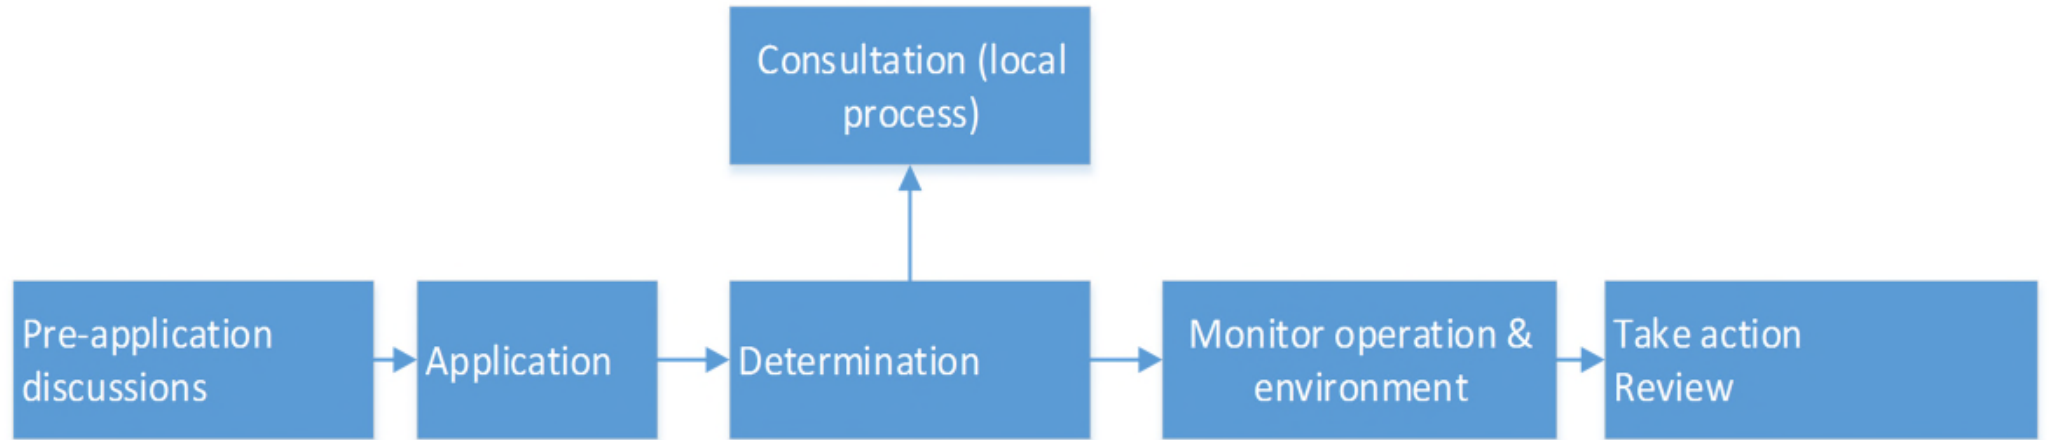 Consultation (local
process)
Pre-application
discussions
Application
Determination
Monitor operation &
environment
Take action
Review